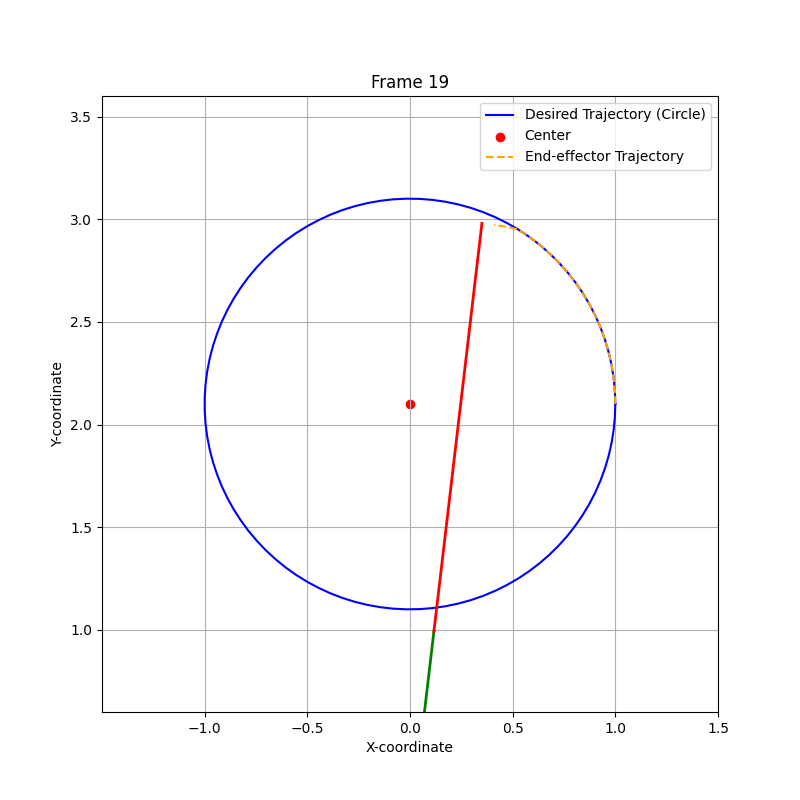 Frame 19
Desired Trajectory (Circle)
Center
End-effector Trajectory
3.5
3.0
2.5
2.0
1.5
1.0
Y-coordinate
−1.0 −0.5 0.0 0.5 1.0 1.5
X-coordinate